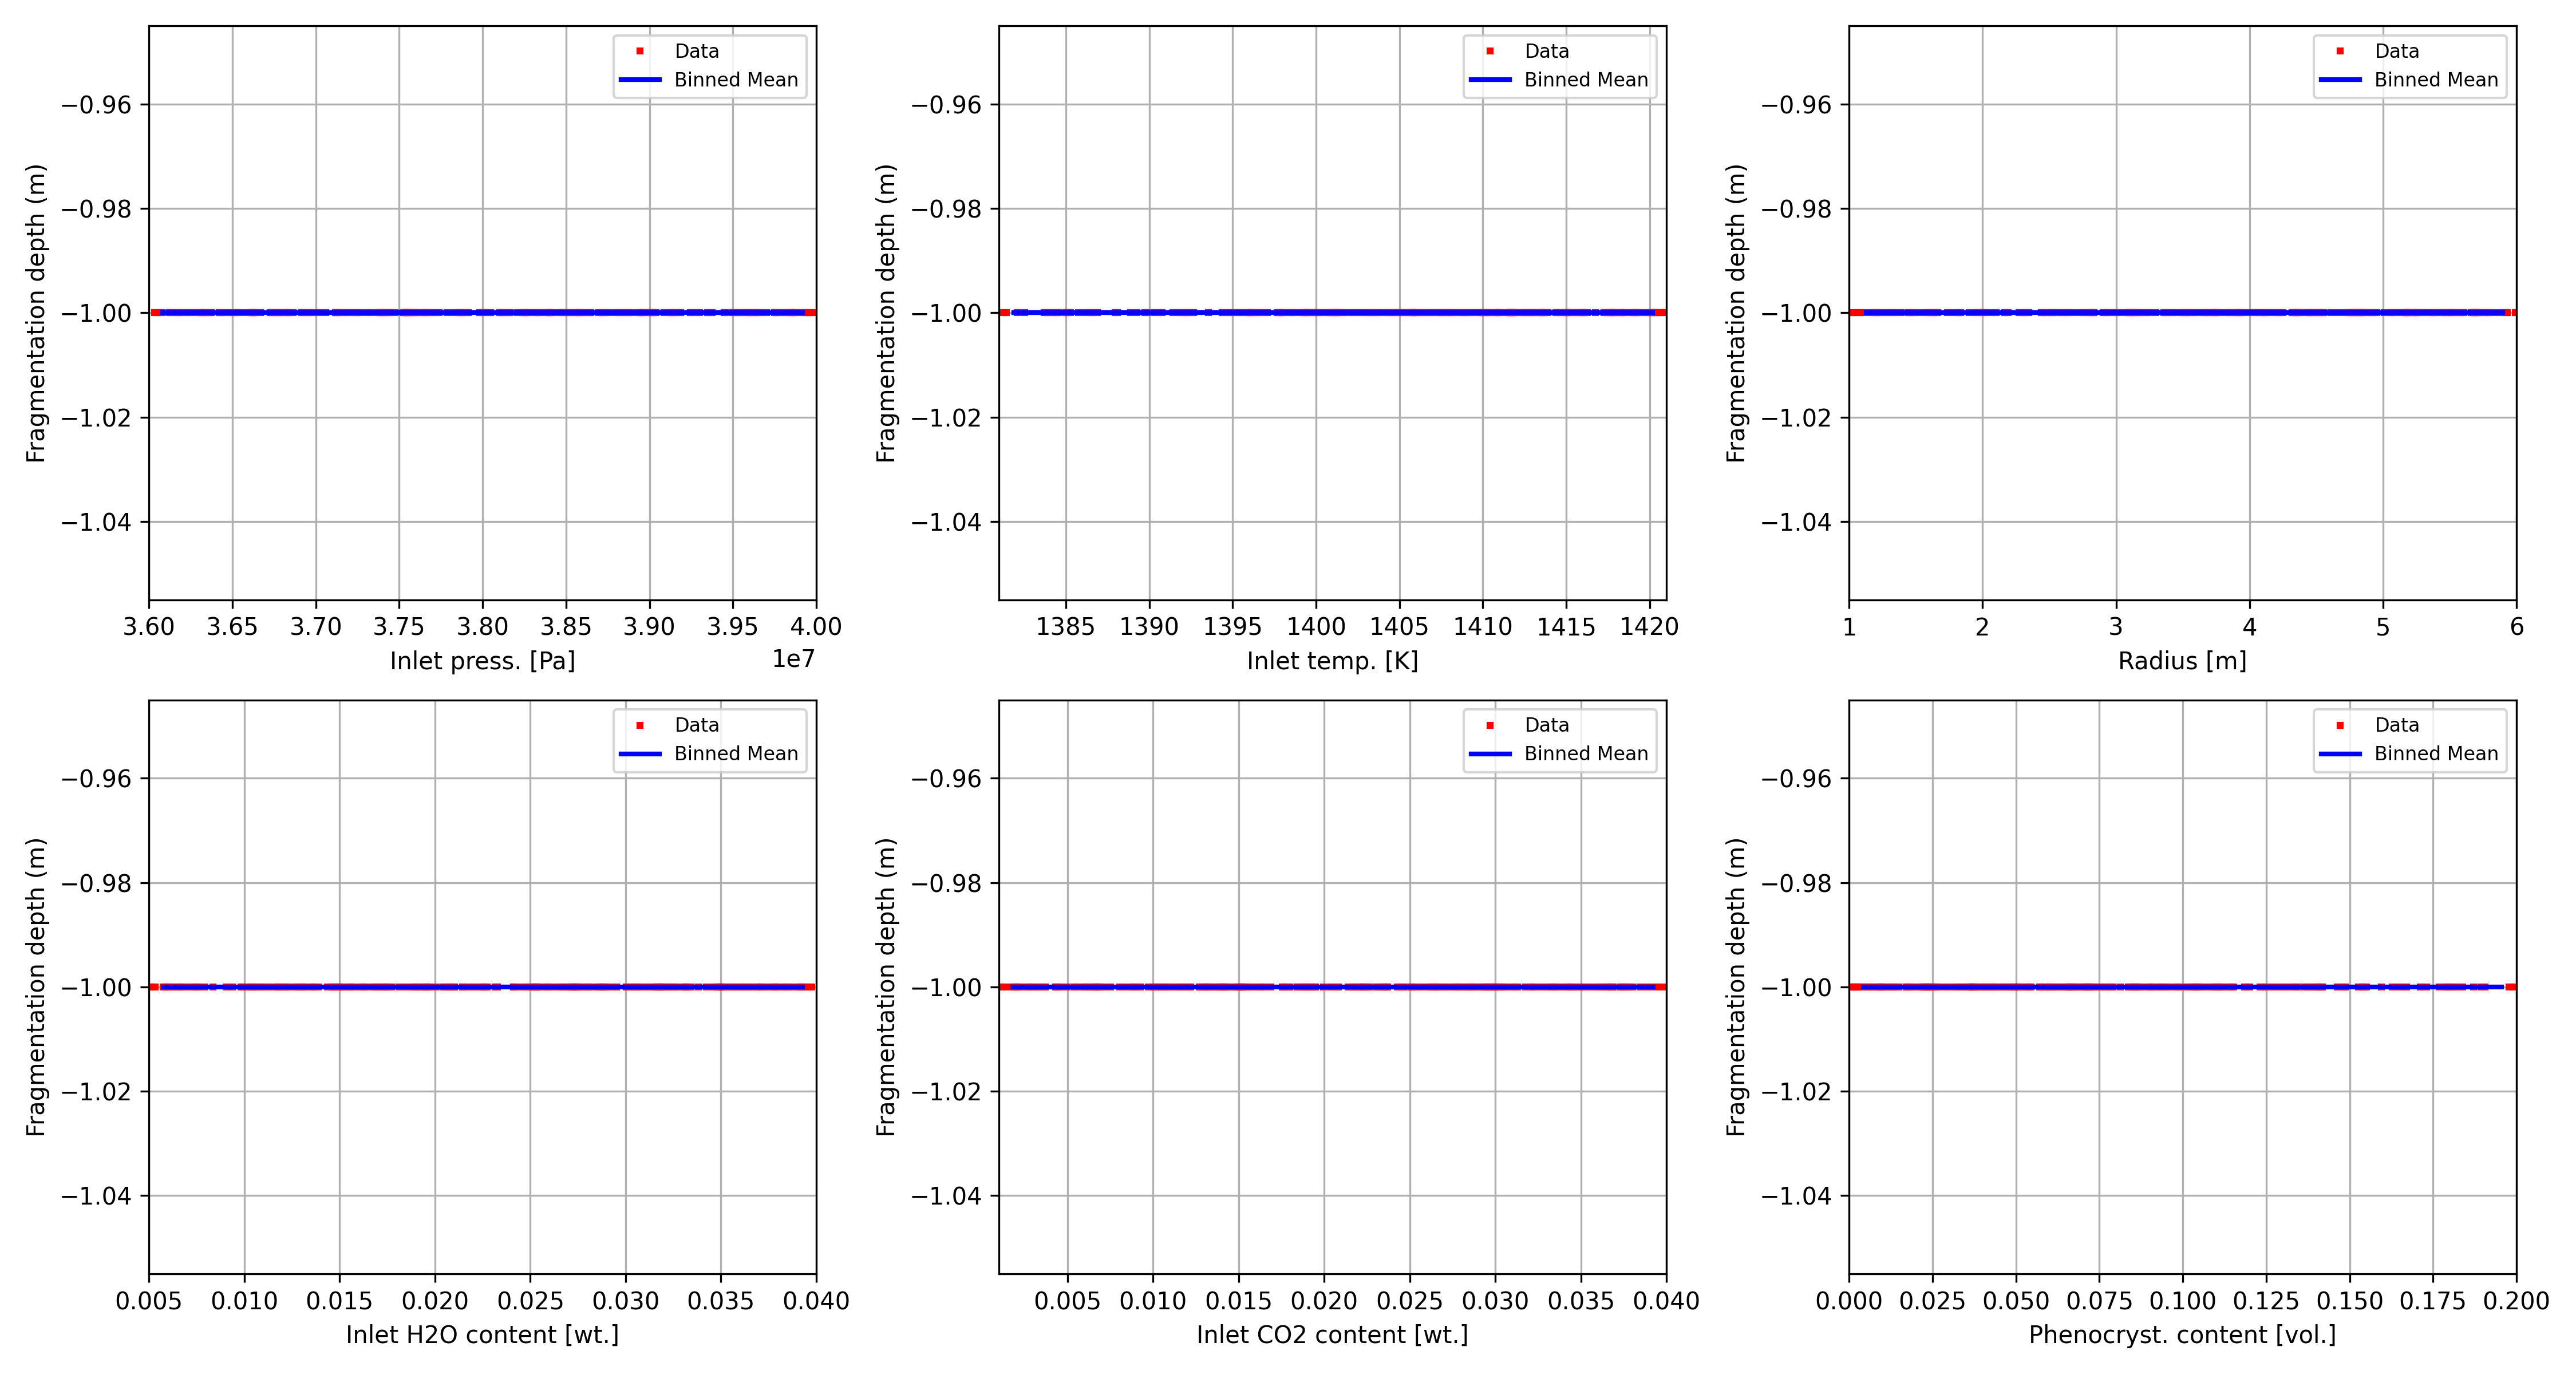 Data
Binned Mean
−0.96
−0.98
−1.00
−1.02
−1.04
Fragmentation depth (m)
3.60 3.65 3.70 3.75 3.80 3.85 3.90 3.95 4.00
Inlet press. [Pa]
1e7
Data
Binned Mean
−0.96
−0.98
−1.00
−1.02
−1.04
Fragmentation depth (m)
1385 1390 1395 1400 1405 1410 1415 1420
Inlet temp. [K]
Data
Binned Mean
−0.96
−0.98
−1.00
−1.02
−1.04
Fragmentation depth (m)
1 2 3 4 5 6
Radius [m]
Data
Binned Mean
−0.96
−0.98
−1.00
−1.02
−1.04
Fragmentation depth (m)
0.005 0.010 0.015 0.020 0.025 0.030 0.035 0.040
Inlet H2O content [wt.]
Data
Binned Mean
−0.96
−0.98
−1.00
−1.02
−1.04
Fragmentation depth (m)
0.005 0.010 0.015 0.020 0.025 0.030 0.035 0.040
Inlet CO2 content [wt.]
Data
Binned Mean
−0.96
−0.98
−1.00
−1.02
−1.04
Fragmentation depth (m)
0.000 0.025 0.050 0.075 0.100 0.125 0.150 0.175 0.200
Phenocryst. content [vol.]